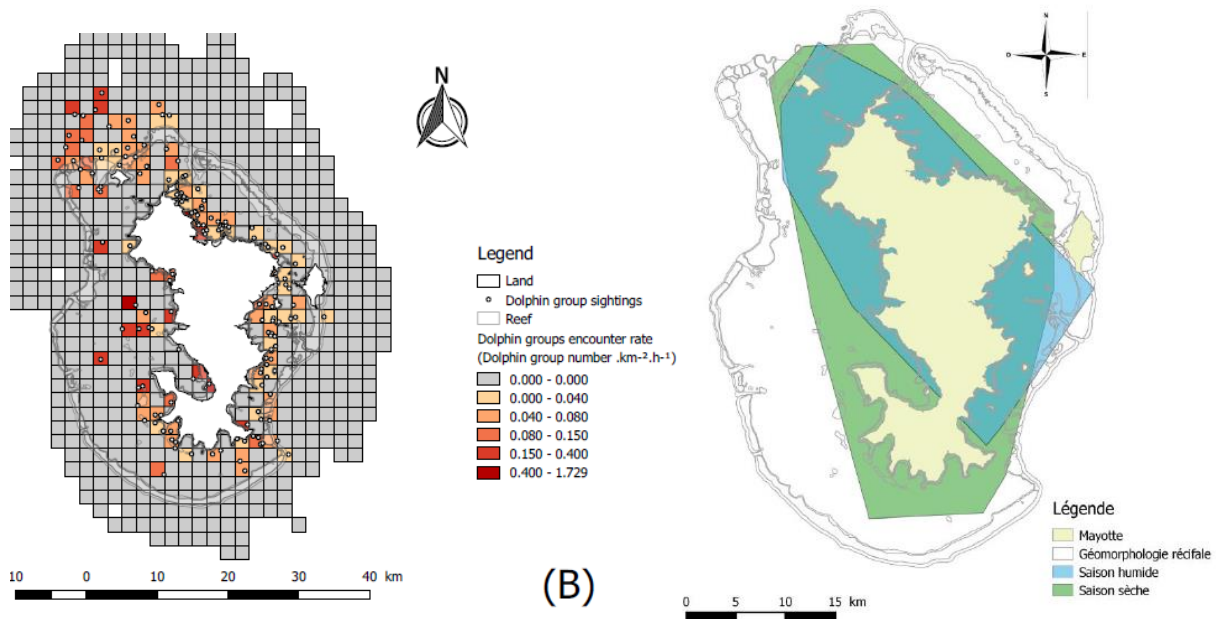 N
Legend
Land
Dolphin group sightings
Reef
Dolphin groups encounter rate
(Dolphin group number .km-².h-¹)
0.000 - 0.000
0.000 - 0.040
0.040 - 0.080
0.080 - 0.150
0.150 - 0.400
0.400 - 1.729
10 0 10 20 30 40 km
(B)
N
O E
S
Légende
Mayotte
Géomorphologie récifale
Saison humide
Saison sèche
0 5 10 15 km